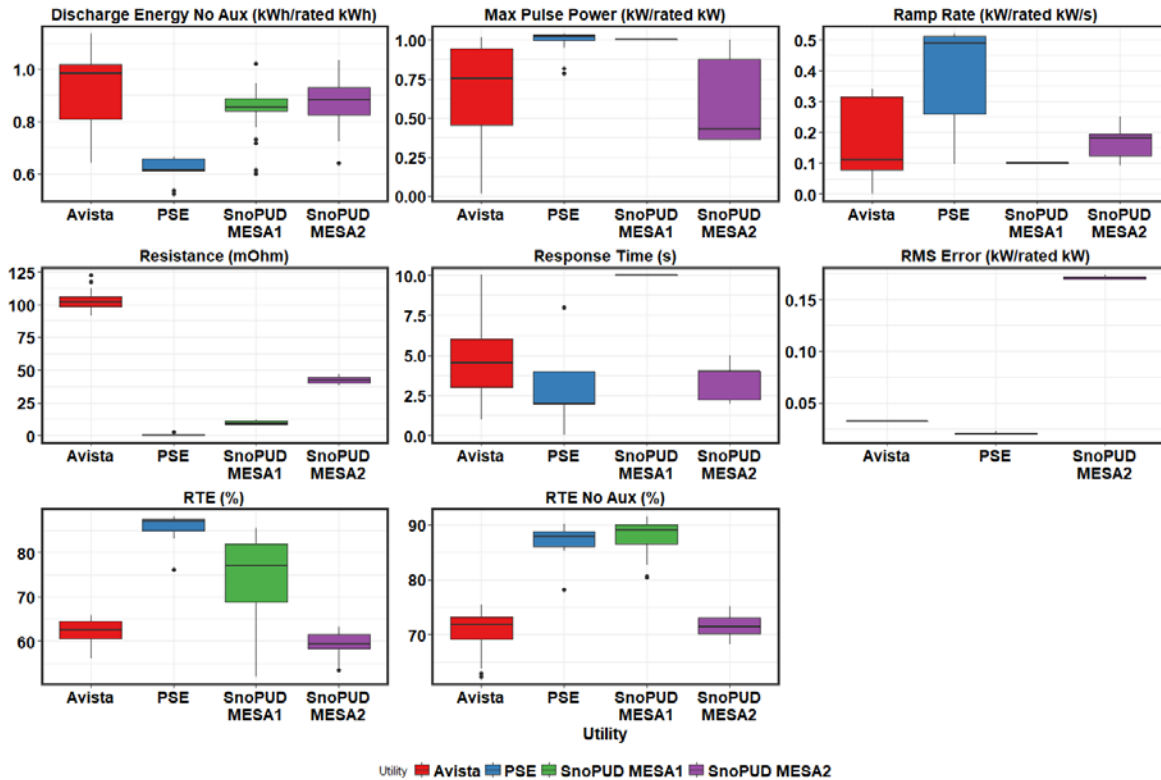 Discharge Energy No Aux (kWh/rated kWh)
1.0
0.8
0.6
Avista PSE SnoPUD SnoPUD
MESA1 MESA2
Max Pulse Power (kW/rated kW)
1.00
0.75
0.50
0.25
0.00
Avista PSE SnoPUD SnoPUD
MESA1 MESA2
Ramp Rate (kW/rated kW/s)
0.5
0.4
0.3
0.2
0.1
0.0
Avista PSE SnoPUD SnoPUD
MESA1 MESA2
Resistance (mOhm)
125
100
75
50
25
0
Avista PSE SnoPUD SnoPUD
MESA1 MESA2
Response Time (s)
10.0
7.5
5.0
2.5
0.0
Avista PSE SnoPUD SnoPUD
MESA1 MESA2
RMS Error (kW/rated kW)
0.15
0.10
0.05
Avista PSE SnoPUD
MESA2
RTE (%)
80
70
60
Avista PSE SnoPUD SnoPUD
MESA1 MESA2
RTE No Aux (%)
90
80
70
Avista PSE SnoPUD SnoPUD
MESA1 MESA2
Utility
Utility Avista PSE SnoPUD MESA1 SnoPUD MESA2